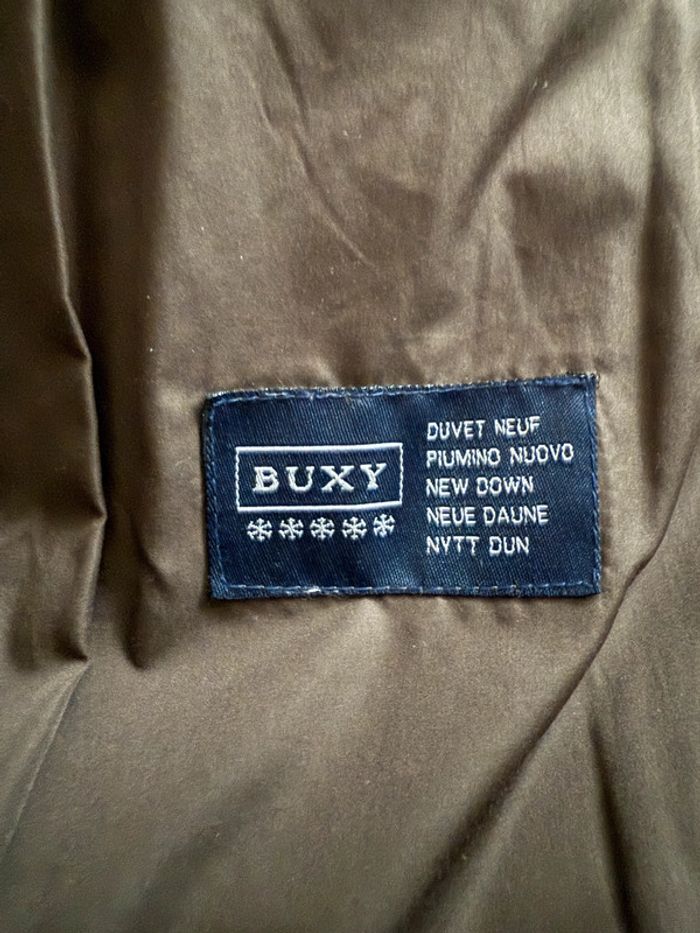 BUXY
DUVET NEUF
PIUMINO NUOVO
NEW DOWN
NEUE DAUNE
NYTT DUN